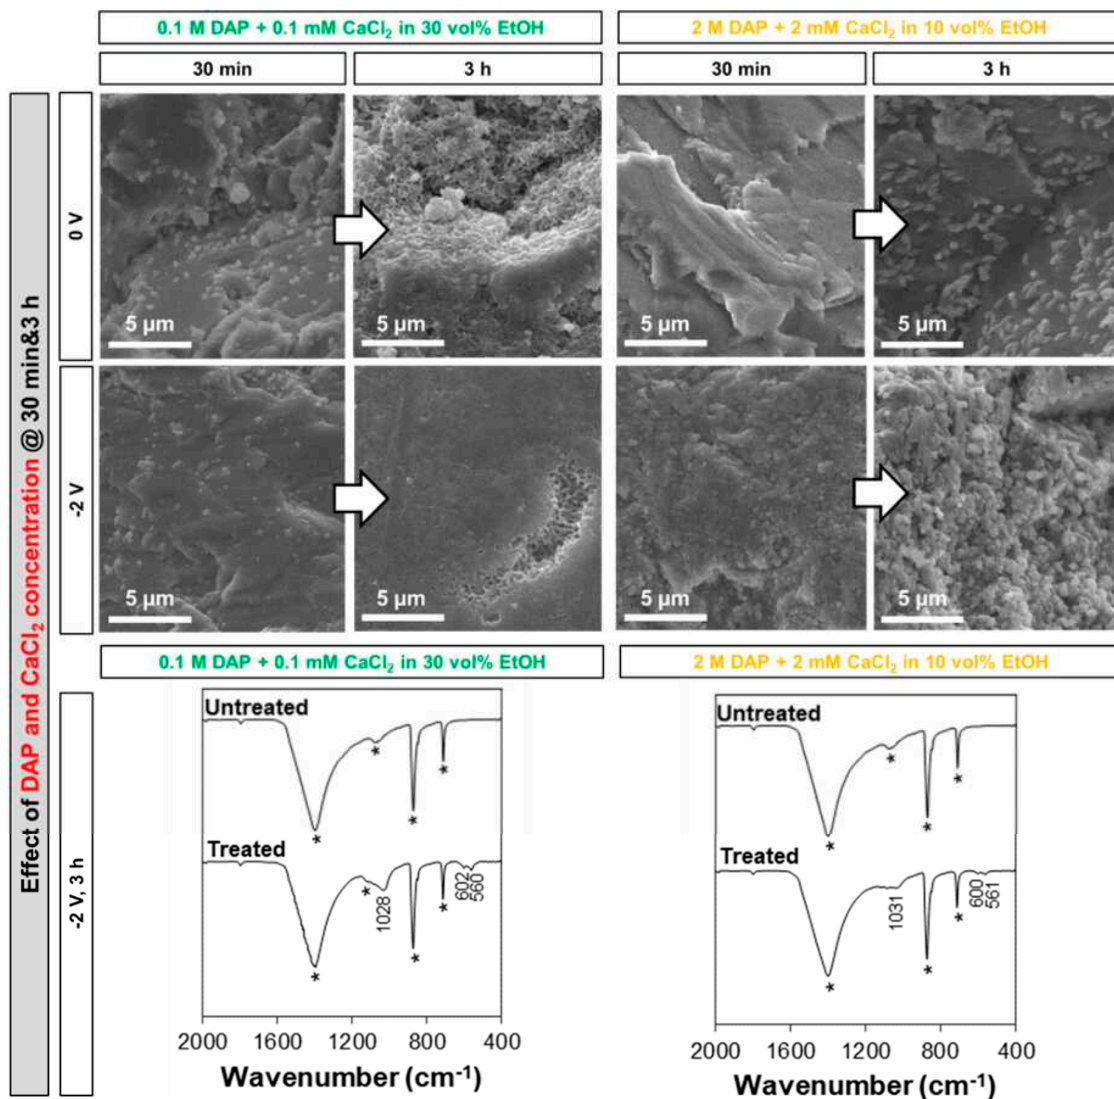 0.1 M DAP + 0.1 mM CaCl₂ in 30 vol% EtOH
2 M DAP + 2 mM CaCl₂ in 10 vol% EtOH
30 min
3 h
30 min
3 h
Effect of DAP and CaCl₂ concentration @ 30 min&3 h
0 V
5 µm
5 µm
5 µm
5 µm
-2 V
5 µm
5 µm
5 µm
5 µm
0.1 M DAP + 0.1 mM CaCl₂ in 30 vol% EtOH
2 M DAP + 2 mM CaCl₂ in 10 vol% EtOH
-2 V, 3 h
Untreated
*
*
*
*
Treated
*
*
1028
*
*
602
560
2000 1600 1200 800 400
Wavenumber (cm⁻¹)
Untreated
*
*
*
*
Treated
*
1031
*
*
600
561
2000 1600 1200 800 400
Wavenumber (cm⁻¹)